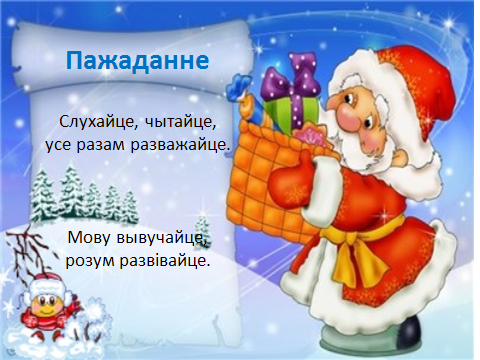 Пажаданне
Слухайце, чытайце,
усе разам разважайце.
Мову вывучайце,
розум развівайце.